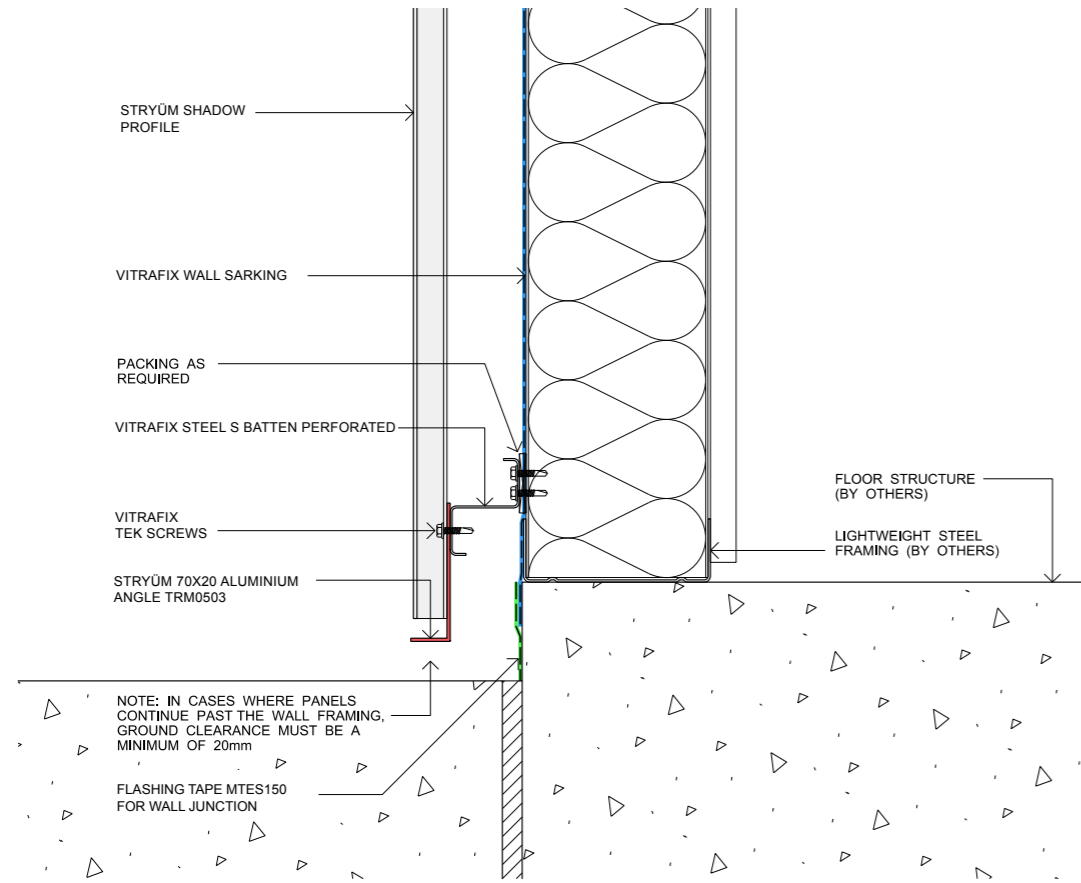 STRYÜM SHADOW
PROFILE
VITRAFIX WALL SARKING
PACKING AS
REQUIRED
VITRAFIX STEEL S BATTEN PERFORATED
VITRAFIX
TEK SCREWS
STRYÜM 70X20 ALUMINIUM
ANGLE TRM0503
NOTE: IN CASES WHERE PANELS
CONTINUE PAST THE WALL FRAMING,
GROUND CLEARANCE MUST BE A
MINIMUM OF 20mm
FLASHING TAPE MTES150
FOR WALL JUNCTION
FLOOR STRUCTURE
(BY OTHERS)
LIGHTWEIGHT STEEL
FRAMING (BY OTHERS)